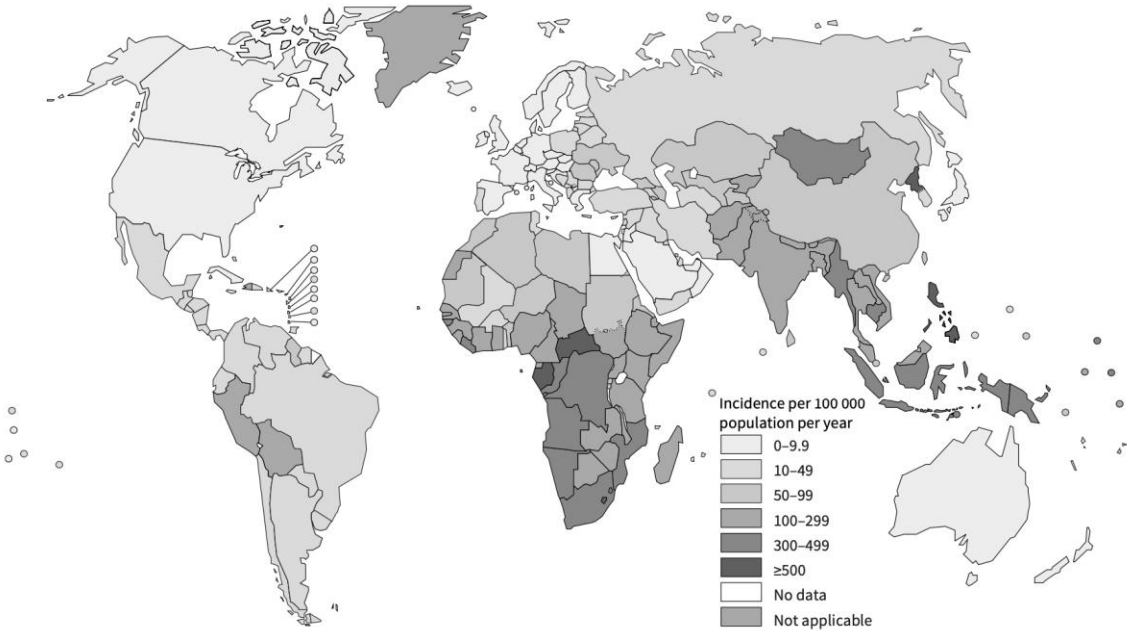 Incidence per 100 000
population per year
0–9.9
10–49
50–99
100–299
300–499
≥500
No data
Not applicable